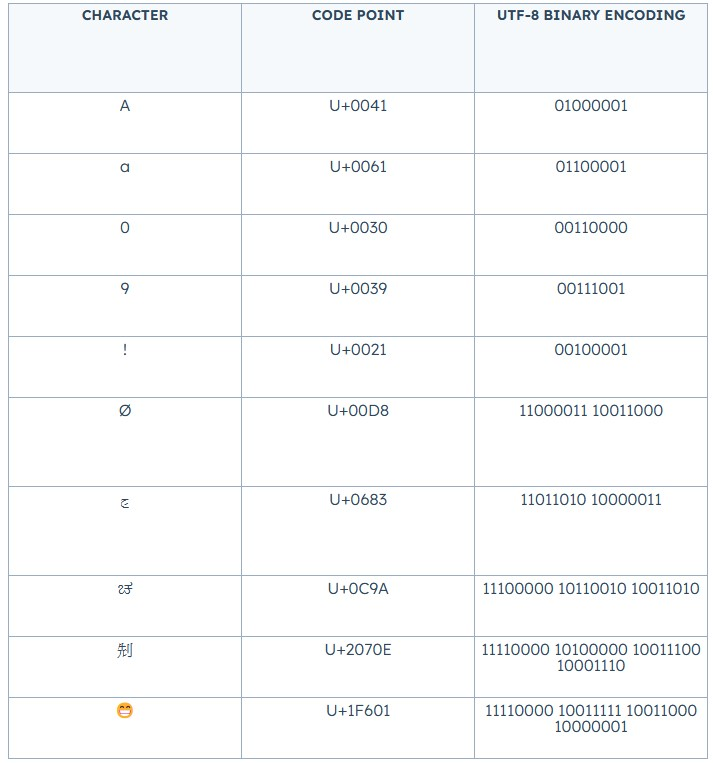 CHARACTER CODE POINT UTF-8 BINARY ENCODING
A U+0041 01000001
a U+0061 01100001
0 U+0030 00110000
9 U+0039 00111001
! U+0021 00100001
Ø U+00D8 11000011 10011000
ڃ U+0683 11011010 10000011
ಚ U+0C9A 11100000 10110010 10011010
𠜎 U+2070E 11110000 10100000 10011100
10001110
😁 U+1F601 11110000 10011111 10011000
10000001